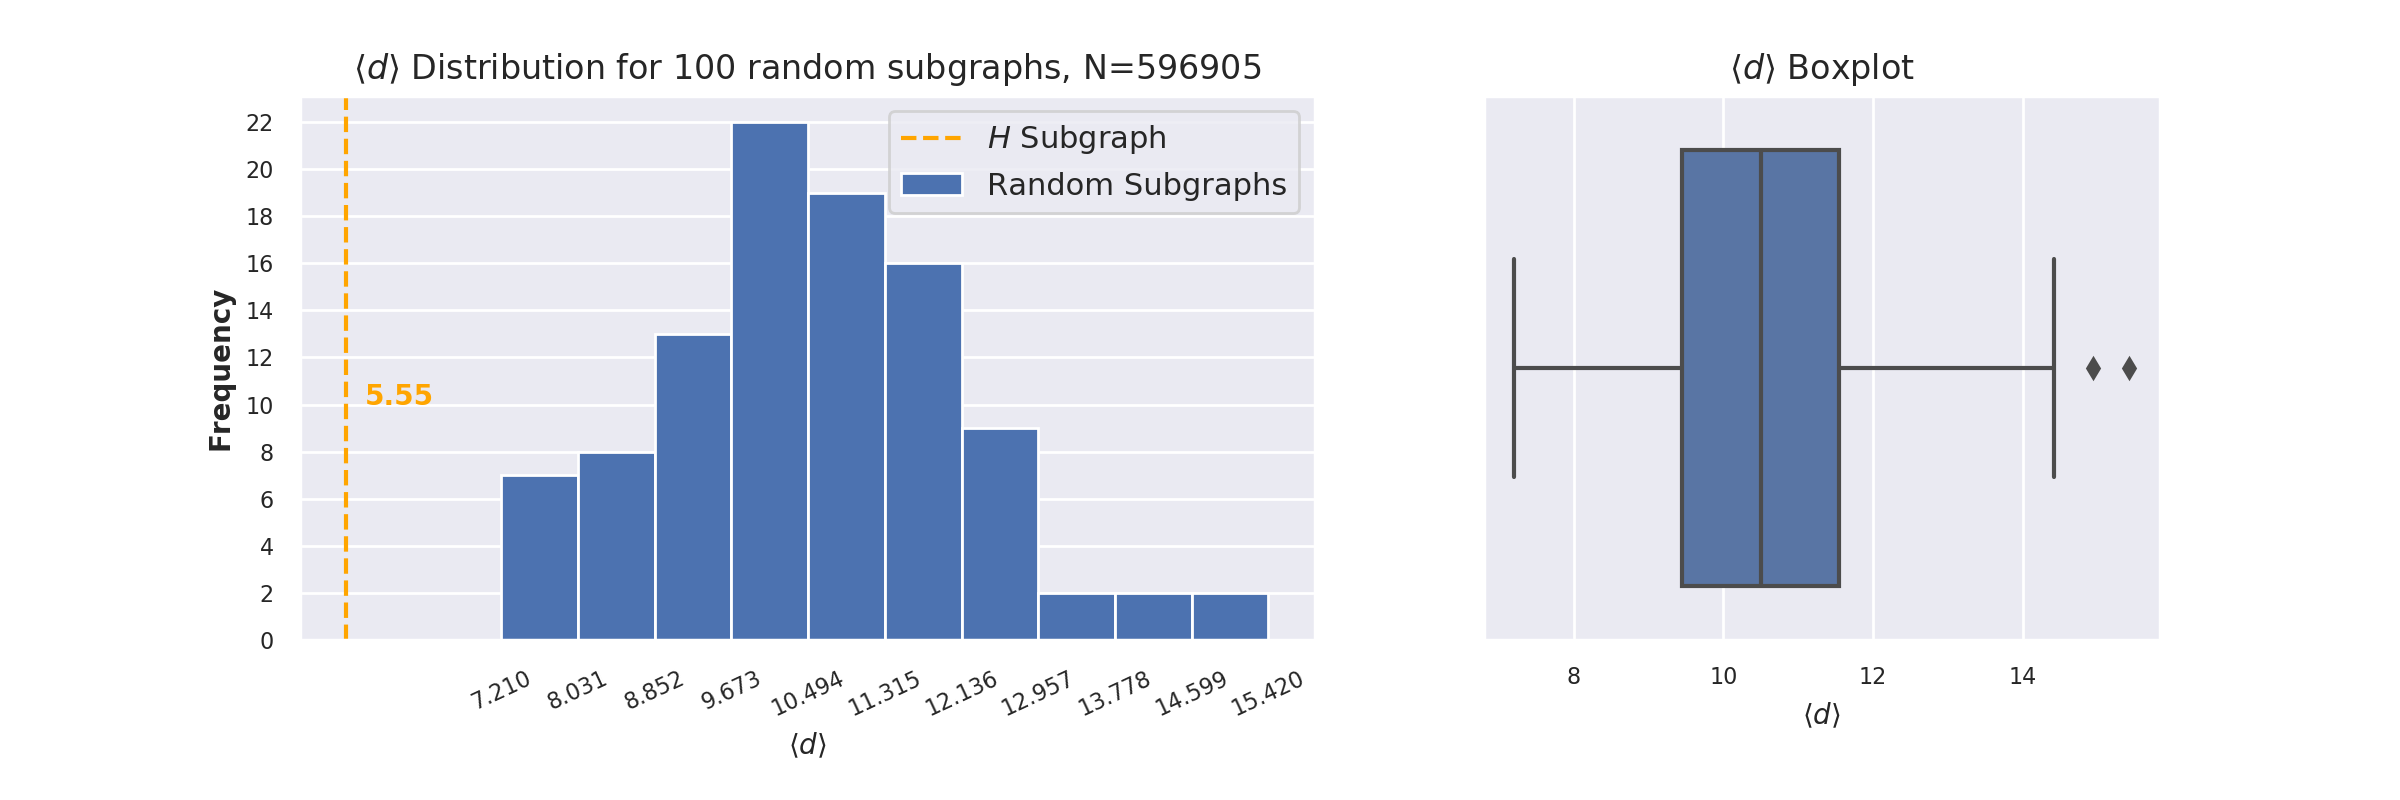 ⟨d⟩ Distribution for 100 random subgraphs, N=596905
H Subgraph
Random Subgraphs
5.55
Frequency
22
20
18
16
14
12
10
8
6
4
2
0
7.210 8.031 8.852 9.673 10.494 11.315 12.136 12.957 13.778 14.599 15.420
⟨d⟩
⟨d⟩ Boxplot
8 10 12 14
⟨d⟩